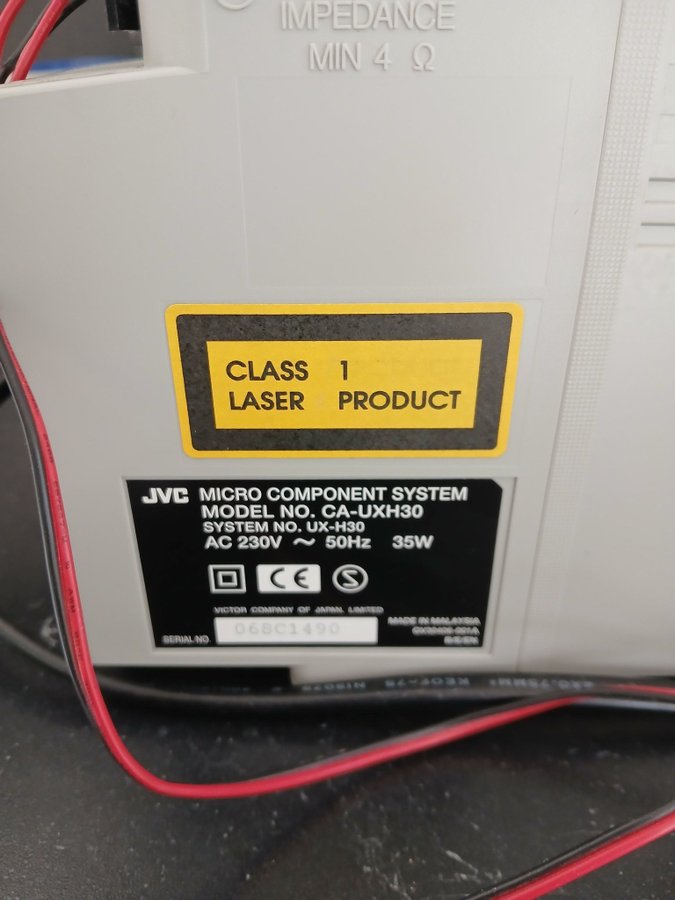 IMPEDANCE
MIN 4 Ω
CLASS 1
LASER PRODUCT
JVC MICRO COMPONENT SYSTEM
MODEL NO. CA-UXH30
SYSTEM NO. UX-H30
AC 230V ~ 50Hz 35W
CE S
VICTOR COMPANY OF JAPAN, LIMITED
SERIAL NO. 068C1490
MADE IN MALAYSIA